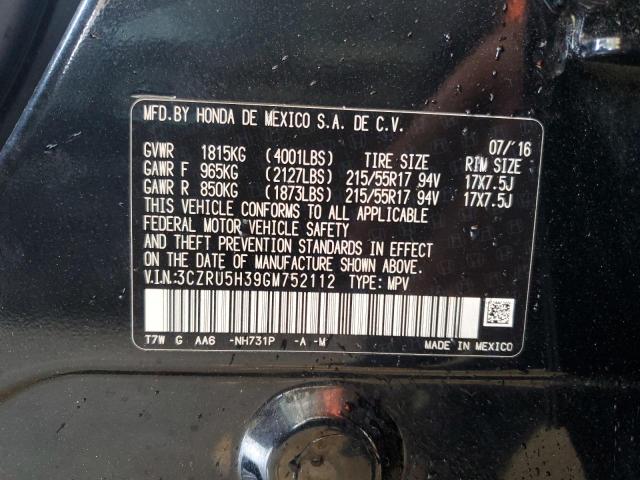 MFD.BY HONDA DE MEXICO S.A. DE C.V.
07/'16
GVWR 1815KG (4001LBS) TIRE SIZE RIM SIZE
GAWR F 965KG (2127LBS) 215/55R17 94V 17X7.5J
GAWR R 850KG (1873LBS) 215/55R17 94V 17X7.5J
THIS VEHICLE CONFORMS TO ALL APPLICABLE
FEDERAL MOTOR VEHICLE SAFETY
AND THEFT PREVENTION STANDARDS IN EFFECT
ON THE DATE OF MANUFACTURE SHOWN ABOVE.
V.I.N.:3CZRU5H39GM752112 TYPE: MPV
T7W G AA6 -NH731P -A -M MADE IN MEXICO